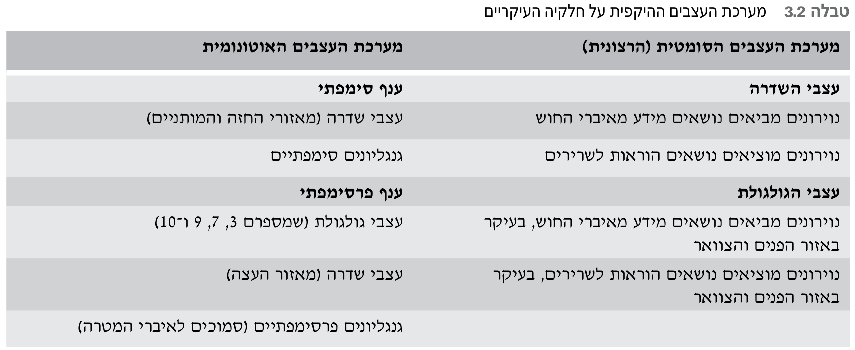 טבלה 3.2 מערכת העצבים ההיקפית על חלקיה העיקריים
מערכת העצבים הסומטית (הרצונית) מערכת העצבים האוטונומית
עצבי השדרה ענף סימפתי
נוירונים מביאים נושאים מידע מאיברי החוש עצבי שדרה (מאזורי החזה והמותניים)
נוירונים מוציאים נושאים הוראות לשרירים גנגליונים סימפתיים
עצבי הגולגולת ענף פרסימפתי
נוירונים מביאים נושאים מידע מאיברי החוש, בעיקר עצבי גולגולת (שמספרם 3, 7, 9 ו־10)
באזור הפנים והצוואר
נוירונים מוציאים נושאים הוראות לשרירים, בעיקר עצבי שדרה (מאזור העצה)
באזור הפנים והצוואר
גנגליונים פרסימפתיים (סמוכים לאיברי המטרה)